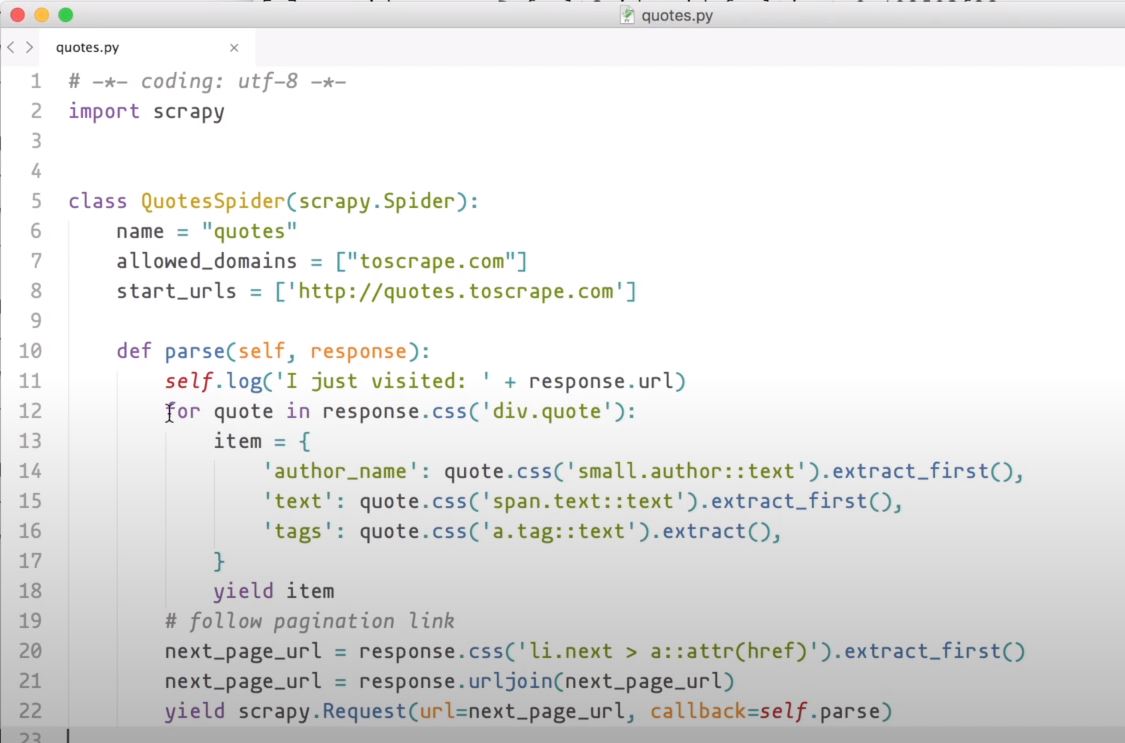 quotes.py
quotes.py ×
1 # -*- coding: utf-8 -*-
2 import scrapy
3
4
5 class QuotesSpider(scrapy.Spider):
6     name = "quotes"
7     allowed_domains = ["toscrape.com"]
8     start_urls = ['http://quotes.toscrape.com']
9
10     def parse(self, response):
11         self.log('I just visited: ' + response.url)
12         for quote in response.css('div.quote'):
13             item = {
14                 'author_name': quote.css('small.author::text').extract_first(),
15                 'text': quote.css('span.text::text').extract_first(),
16                 'tags': quote.css('a.tag::text').extract(),
17             }
18             yield item
19         # follow pagination link
20         next_page_url = response.css('li.next > a::attr(href)').extract_first()
21         next_page_url = response.urljoin(next_page_url)
22         yield scrapy.Request(url=next_page_url, callback=self.parse)
23